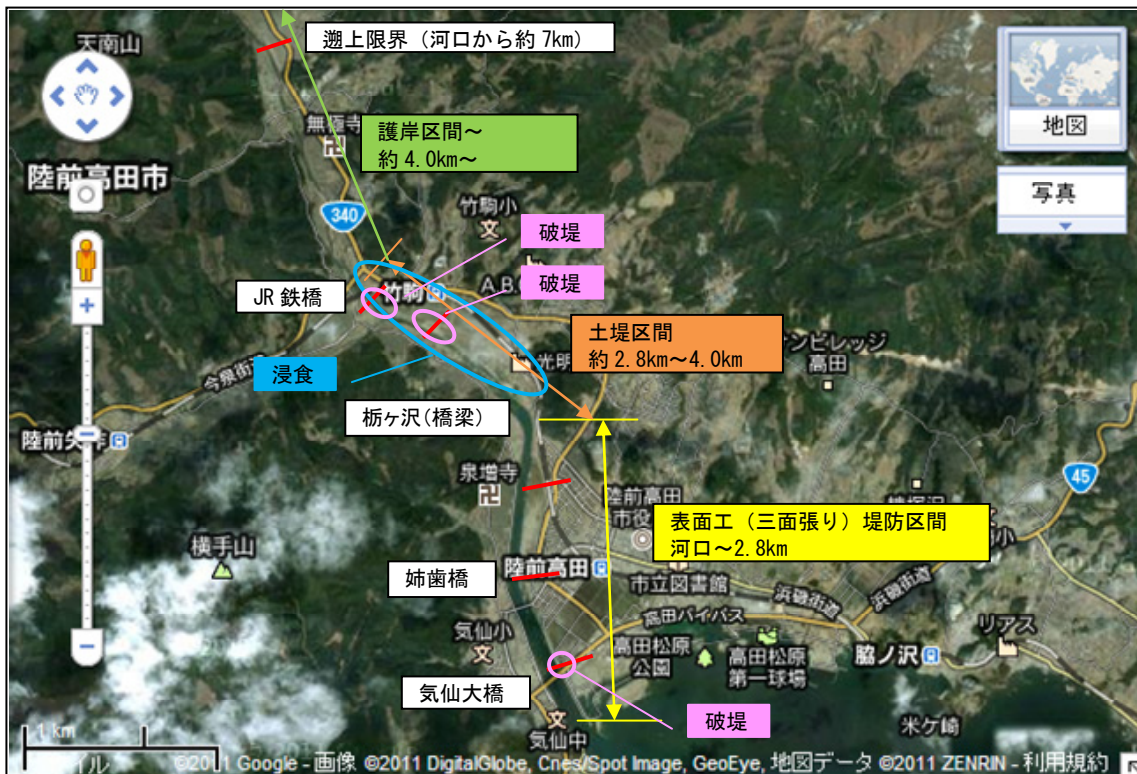 天南山
遡上限界（河口から約 7km）
無極寺
護岸区間～
約 4.0km～
地図
写真
陸前高田市
340
竹駒小
破堤
JR 鉄橋
竹駒
破堤
土堤区間
約 2.8km～4.0km
ンビレッジ
高田
光明
浸食
今泉街道
栃ヶ沢(橋梁)
陸前矢作
泉増寺
45
陸前高田
市役
表面工（三面張り）堤防区間
河口～2.8km
横手山
姉歯橋
陸前高田
市立図書館
浜磯街道
浜磯街道
高田バイパス
気仙小
高田松原
公園
高田松原
第一球場
脇ノ沢
リアス
気仙大橋
破堤
米ケ崎
気仙中
1 km
イル
©2011 Google - 画像 ©2011 DigitalGlobe, Cnes/Spot Image, GeoEye, 地図データ ©2011 ZENRIN - 利用規約